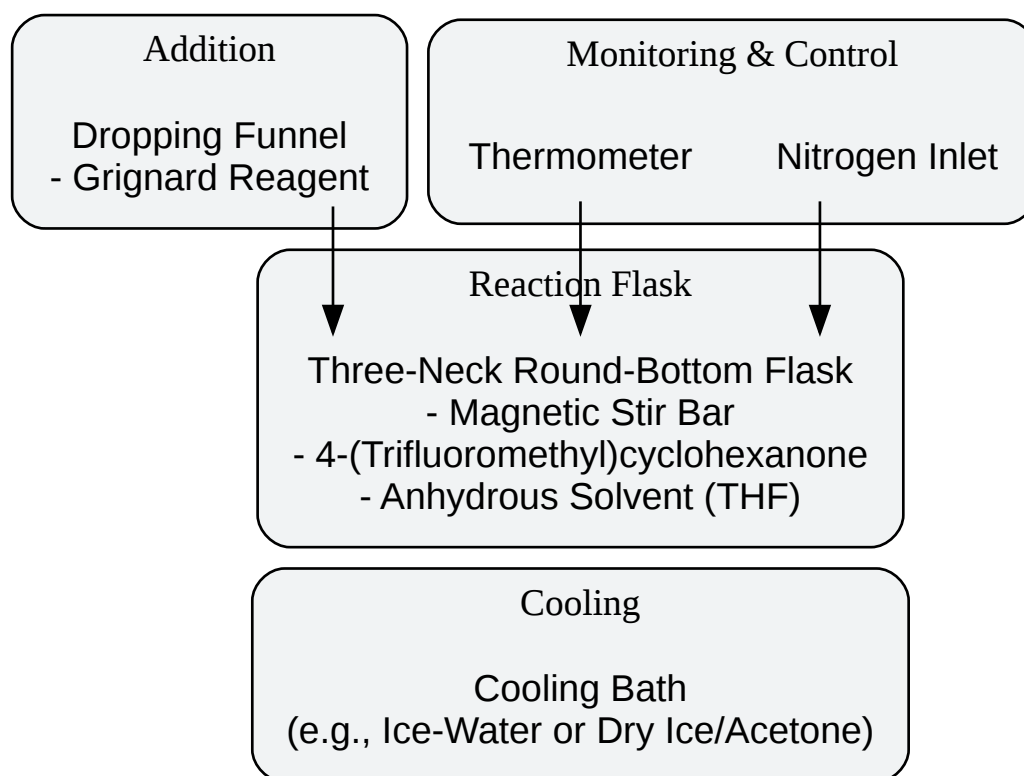 Addition
Dropping Funnel
- Grignard Reagent
Monitoring & Control
Thermometer
Nitrogen Inlet
Reaction Flask
Three-Neck Round-Bottom Flask
- Magnetic Stir Bar
- 4-(Trifluoromethyl)cyclohexanone
- Anhydrous Solvent (THF)
Cooling
Cooling Bath
(e.g., Ice-Water or Dry Ice/Acetone)